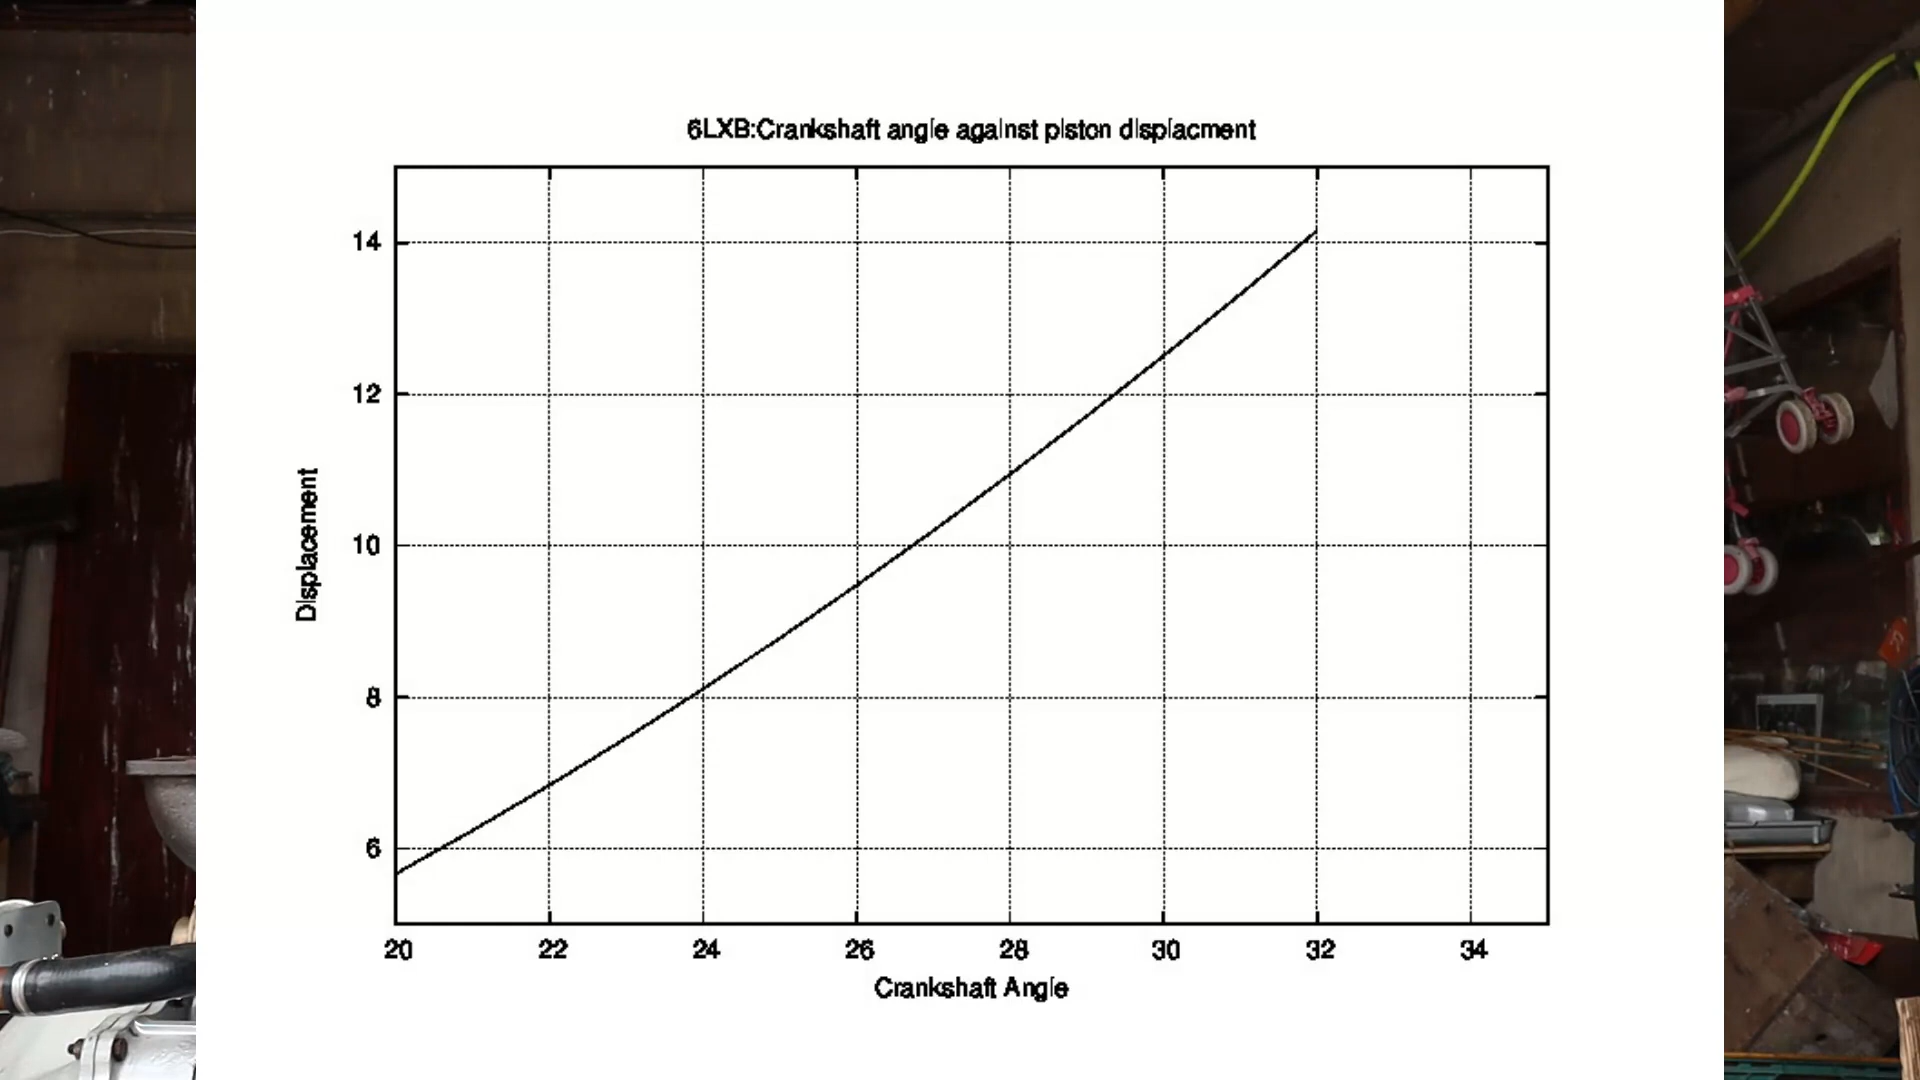 6LXB:Crankshaft angle against piston displacment
14
12
10
8
6
Displacement
20 22 24 26 28 30 32 34
Crankshaft Angle